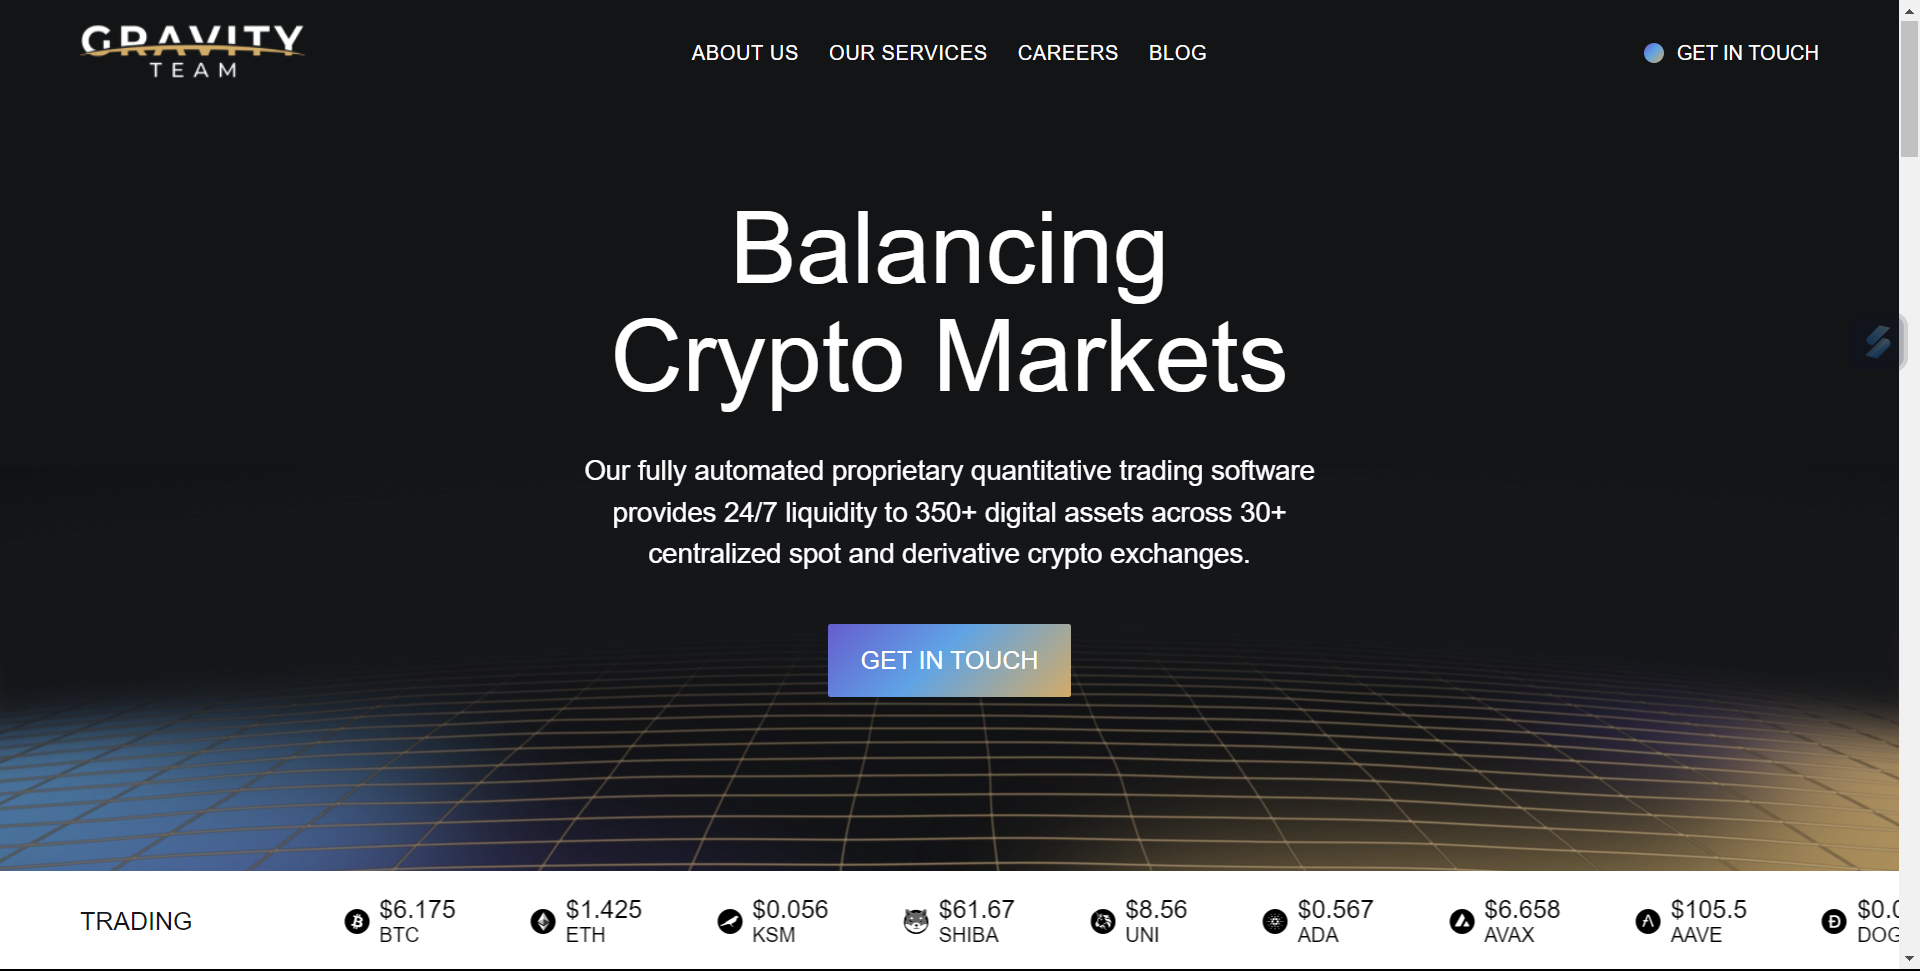 GRAVITY
TEAM
ABOUT US
OUR SERVICES
CAREERS
BLOG
GET IN TOUCH
Balancing
Crypto Markets
Our fully automated proprietary quantitative trading software
provides 24/7 liquidity to 350+ digital assets across 30+
centralized spot and derivative crypto exchanges.
GET IN TOUCH
TRADING
$6.175
BTC
$1.425
ETH
$0.056
KSM
$61.67
SHIBA
$8.56
UNI
$0.567
ADA
$6.658
AVAX
$105.5
AAVE
$0.0
DOG